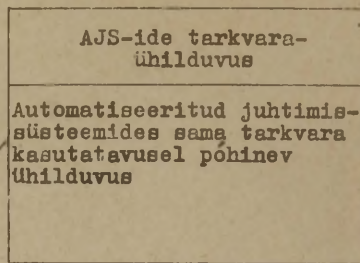 AJS-ide tarkvara-
ühilduvus
Automatiseeritud juhtimis-
süsteemides sama tarkvara
kasutatavusel põhinev
ühilduvus